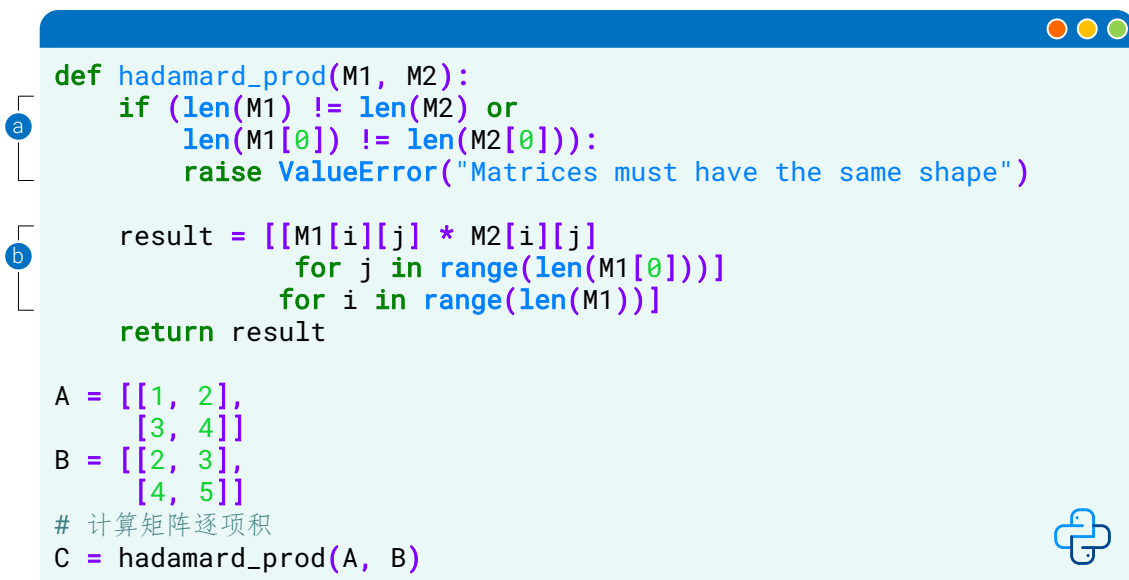 def hadamard_prod(M1, M2):
    if (len(M1) != len(M2) or
a
        len(M1[0]) != len(M2[0])):
        raise ValueError("Matrices must have the same shape")
    result = [[M1[i][j] * M2[i][j]
b
               for j in range(len(M1[0]))]
              for i in range(len(M1))]
    return result
A = [[1, 2],
     [3, 4]]
B = [[2, 3],
     [4, 5]]
# 计算矩阵逐项积
C = hadamard_prod(A, B)